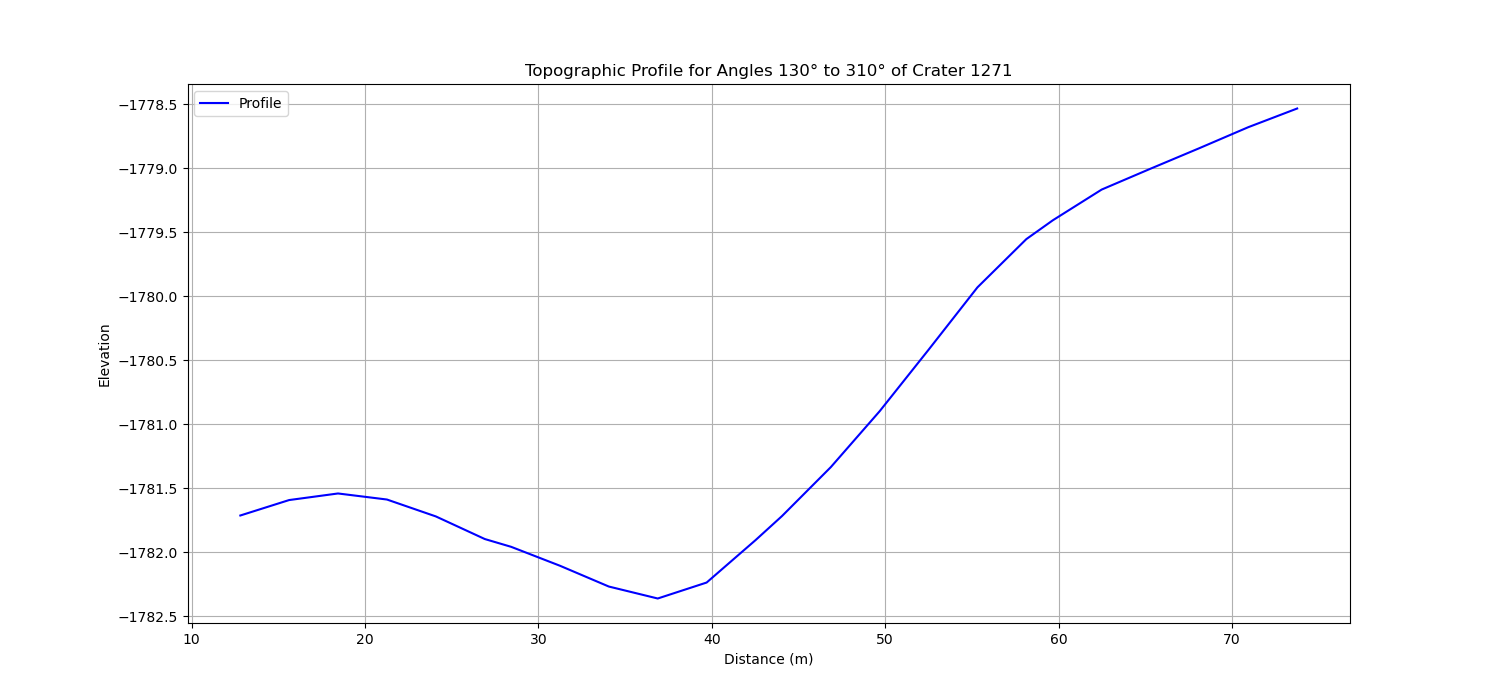 Topographic Profile for Angles 130° to 310° of Crater 1271
Profile
−1778.5
−1779.0
−1779.5
−1780.0
−1780.5
−1781.0
−1781.5
−1782.0
−1782.5
Elevation
10 20 30 40 50 60 70
Distance (m)